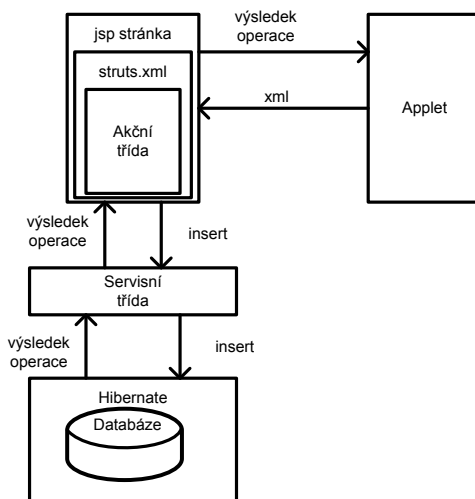 výsledek
operace
jsp stránka
struts.xml
xml
Akční
třída
Applet
výsledek
operace
insert
Servisní
třída
výsledek
operace
insert
Hibernate
Databáze